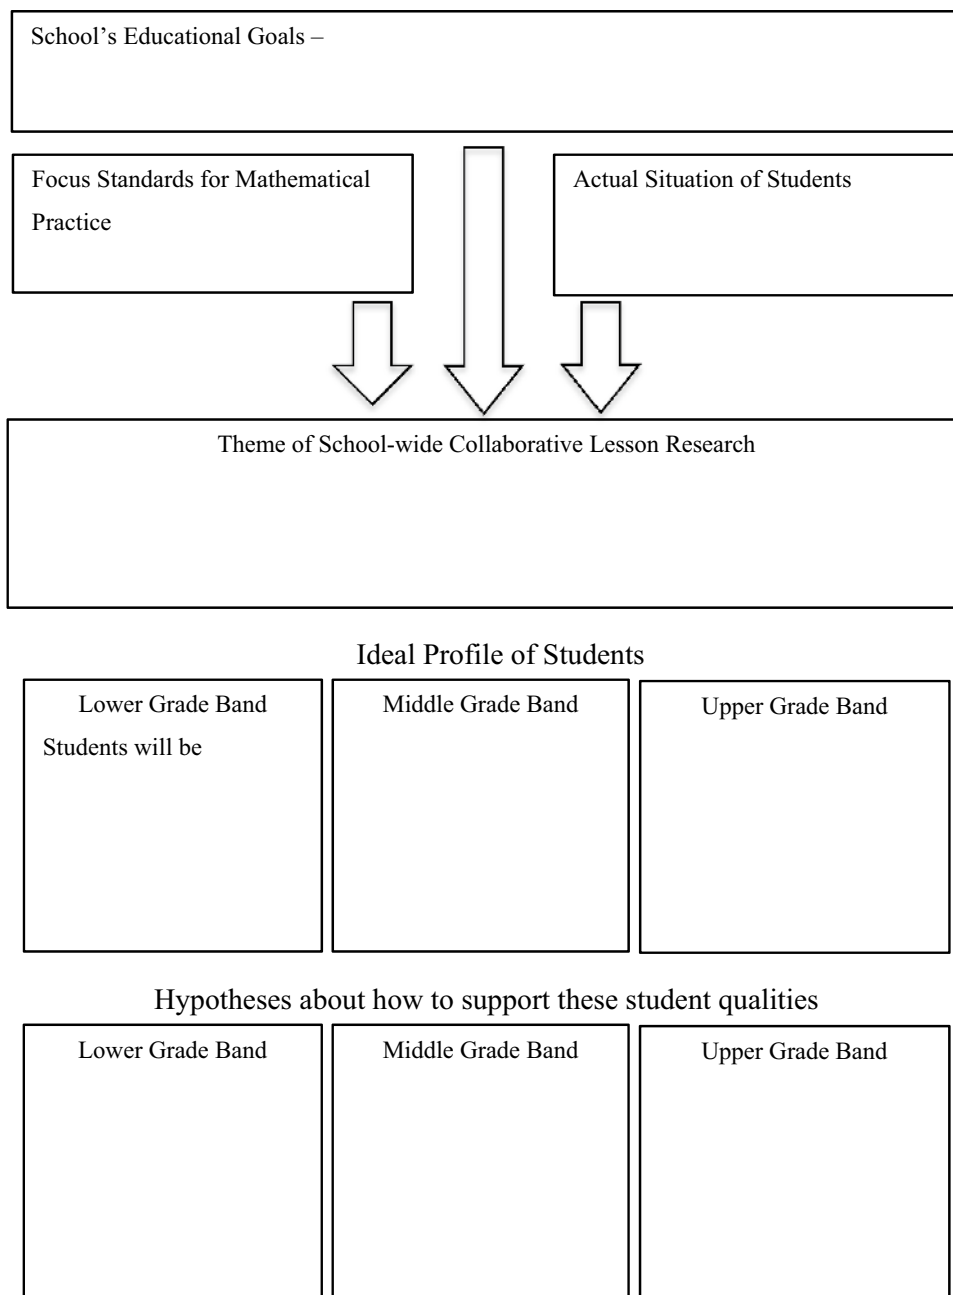 School’s Educational Goals –
Focus Standards for Mathematical
Practice
Actual Situation of Students
Theme of School-wide Collaborative Lesson Research
Ideal Profile of Students
Lower Grade Band
Students will be
Middle Grade Band
Upper Grade Band
Hypotheses about how to support these student qualities
Lower Grade Band
Middle Grade Band
Upper Grade Band